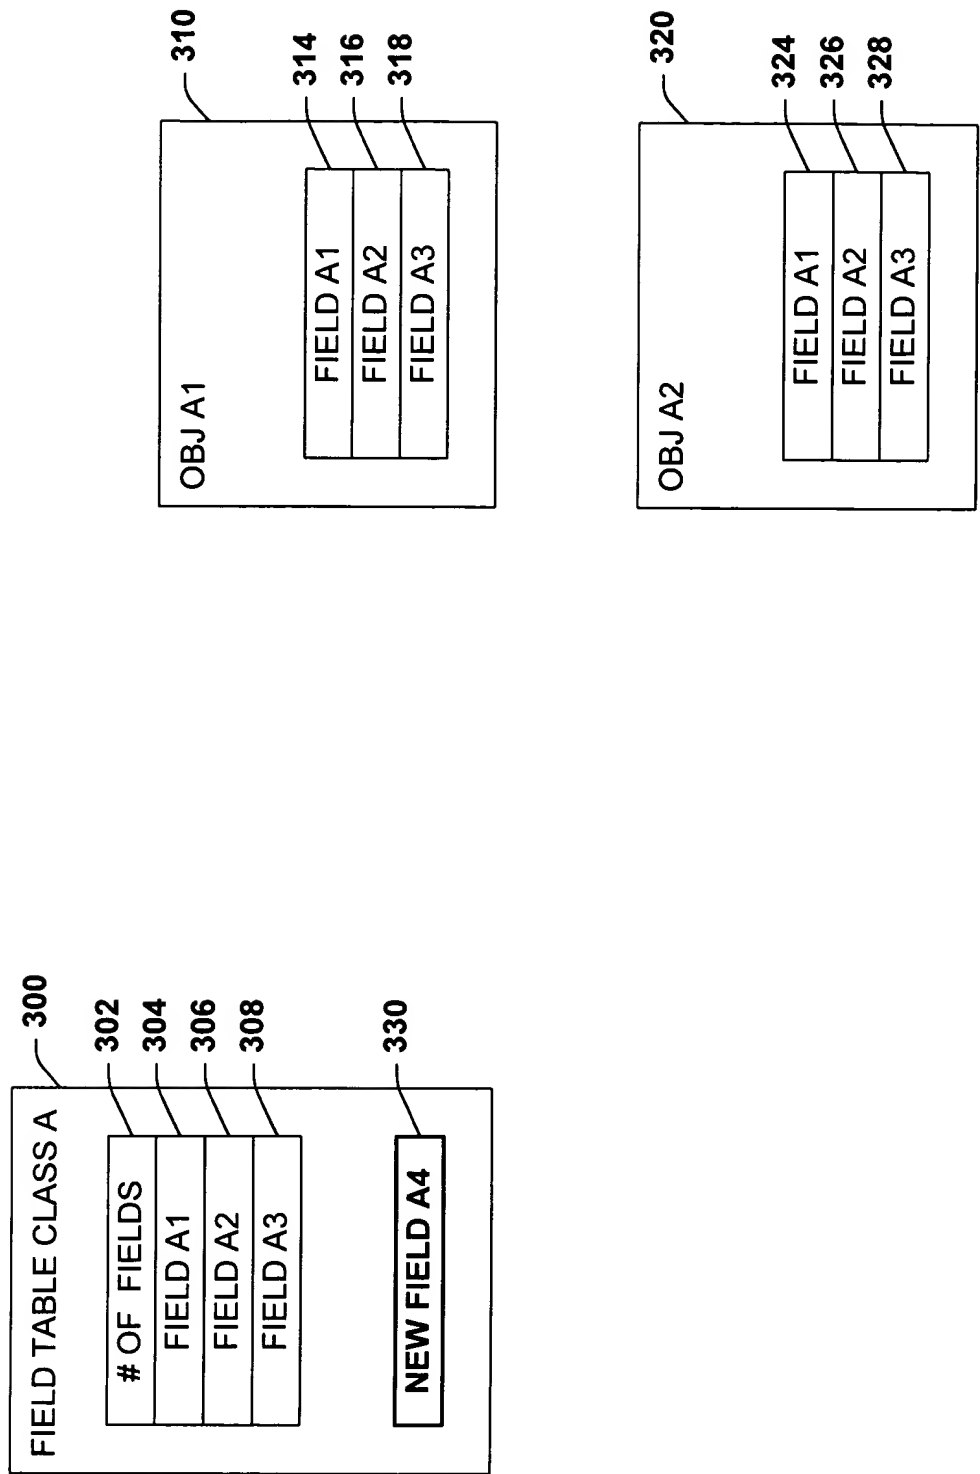 FIELD TABLE CLASS A
300
# OF FIELDS
302
FIELD A1
304
FIELD A2
306
FIELD A3
308
NEW FIELD A4
330
OBJ A1
310
FIELD A1
314
FIELD A2
316
FIELD A3
318
OBJ A2
320
FIELD A1
324
FIELD A2
326
FIELD A3
328